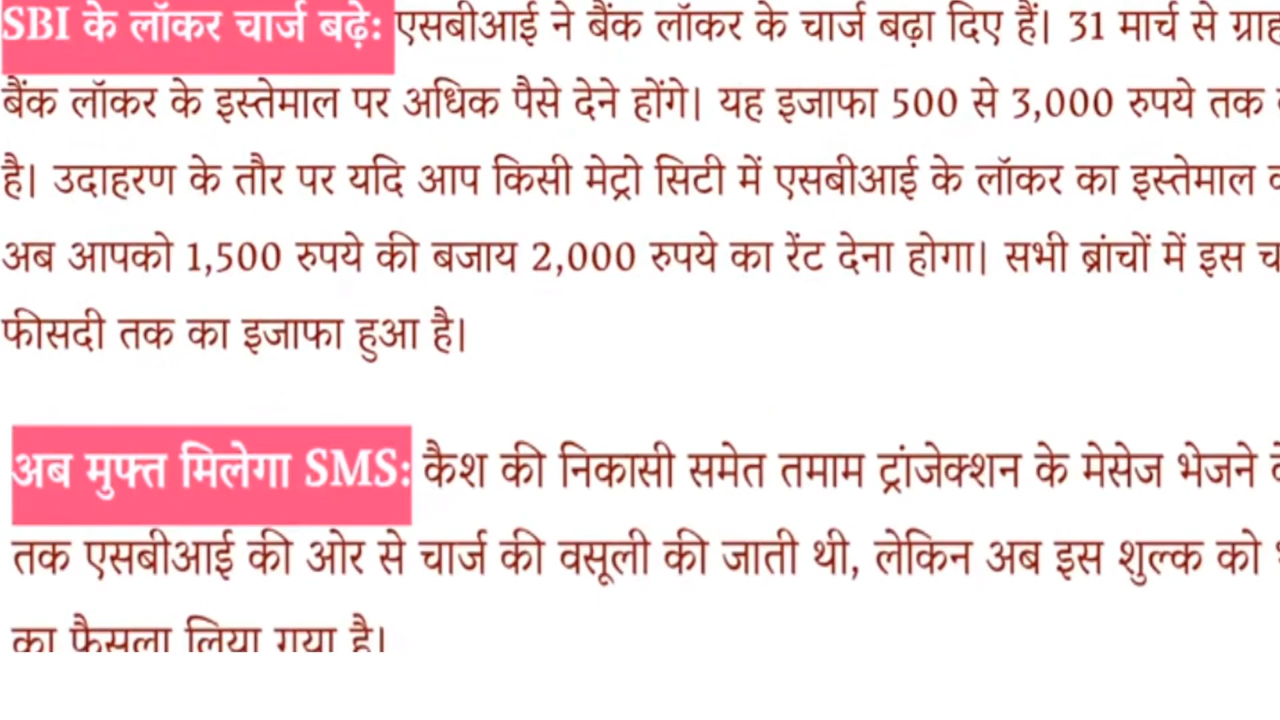 SBI के लॉकर चार्ज बढ़े: एसबीआई ने बैंक लॉकर के चार्ज बढ़ा दिए हैं। 31 मार्च से
बैंक लॉकर के इस्तेमाल पर अधिक पैसे देने होंगे। यह इजाफा 500 से 3,000 रुपये तक
है। उदाहरण के तौर पर यदि आप किसी मेट्रो सिटी में एसबीआई के लॉकर का इस्तेमाल
अब आपको 1,500 रुपये की बजाय 2,000 रुपये का रेंट देना होगा। सभी ब्रांचों में इस
फीसदी तक का इजाफा हुआ है।
अब मुफ्त मिलेगा SMS: कैश की निकासी समेत तमाम ट्रांजेक्शन के मेसेज भेजने
तक एसबीआई की ओर से चार्ज की वसूली की जाती थी, लेकिन अब इस शुल्क को
का फैसला लिया गया है।